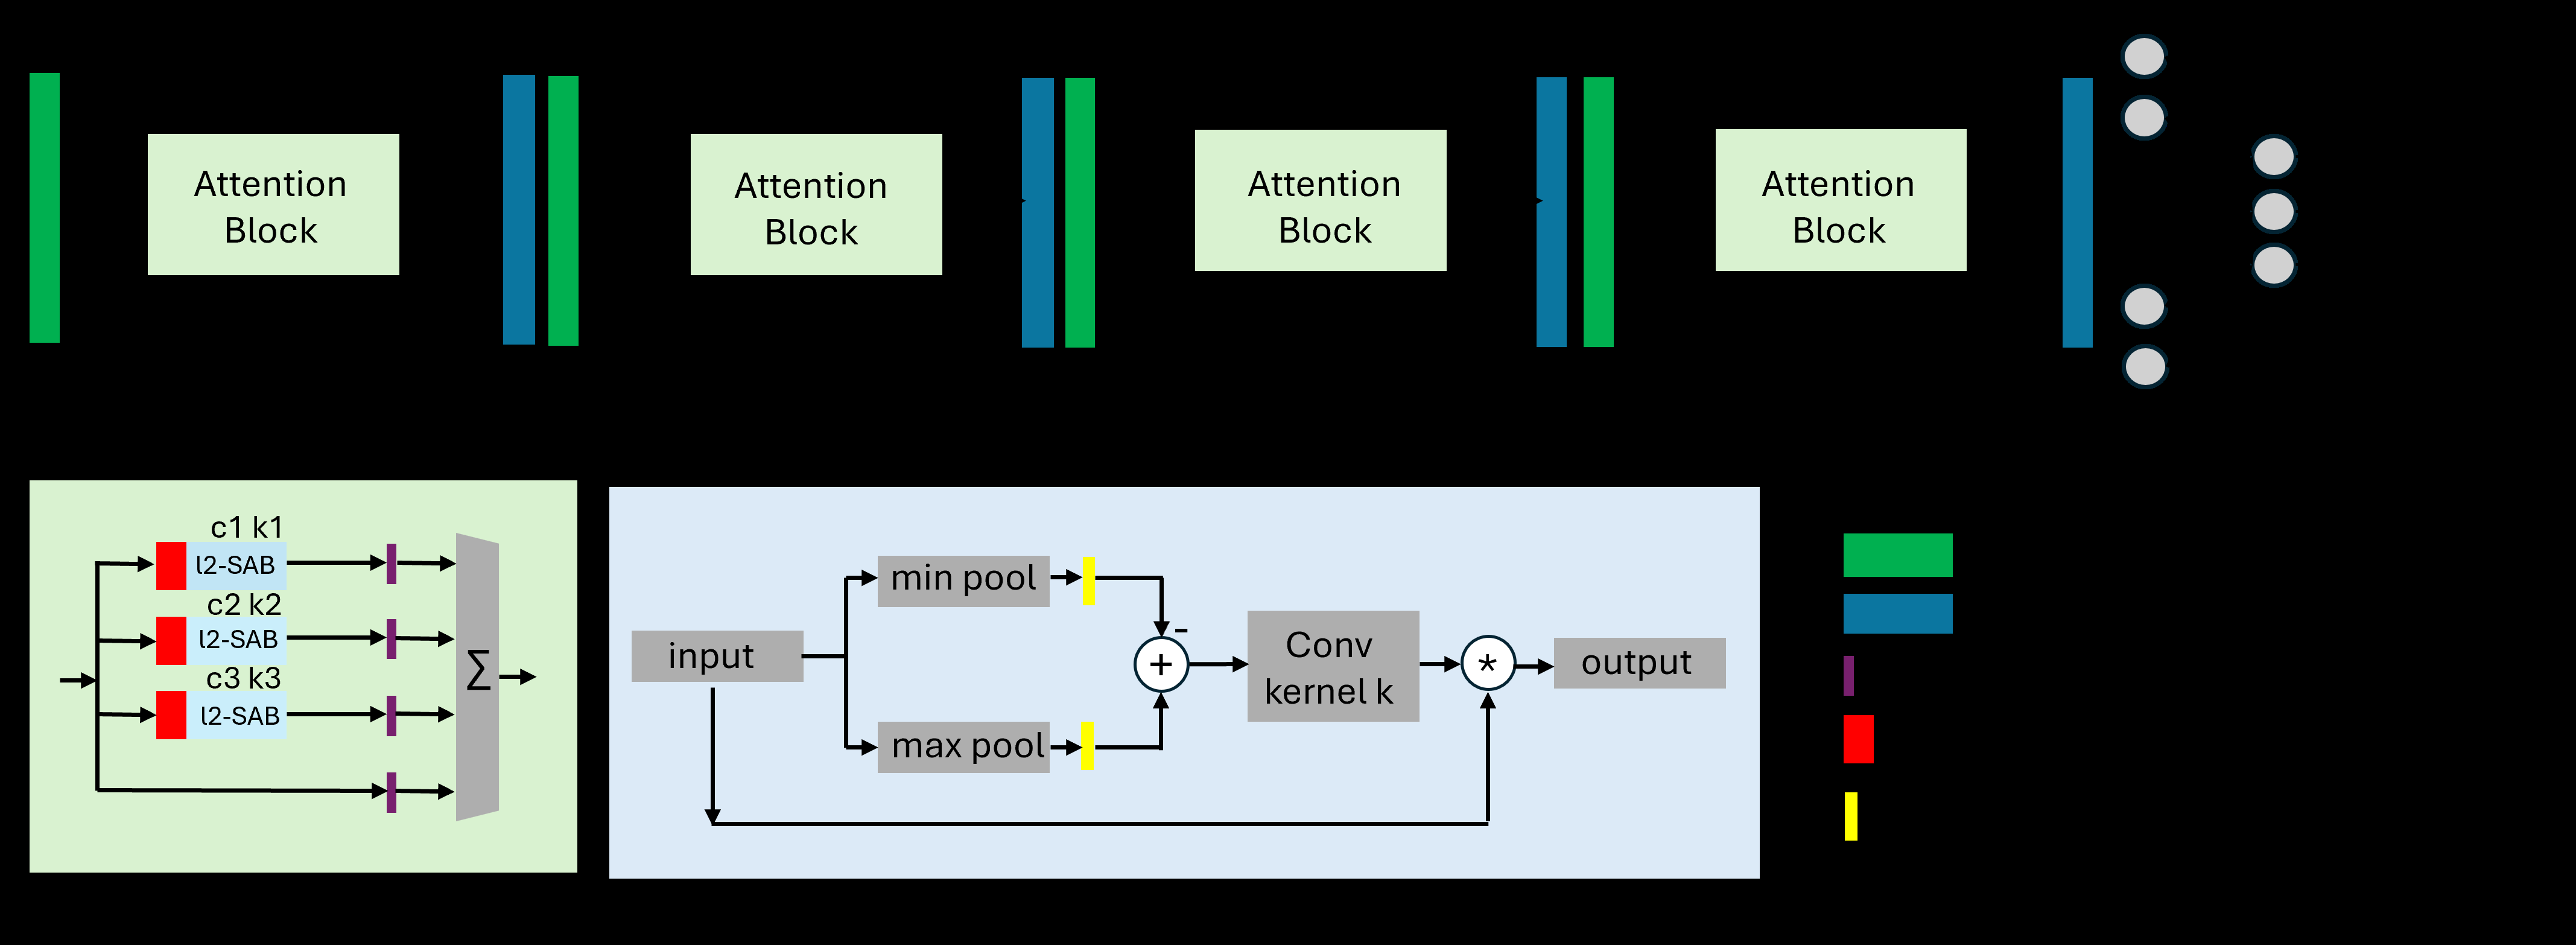 Attention
Block
Attention
Block
Attention
Block
Attention
Block
c1 k1
l2-SAB
c2 k2
l2-SAB
c3 k3
l2-SAB
Σ
input
min pool
max pool
-
+
Conv
kernel k
*
output